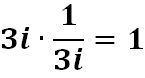 3i · 1/3i = 1